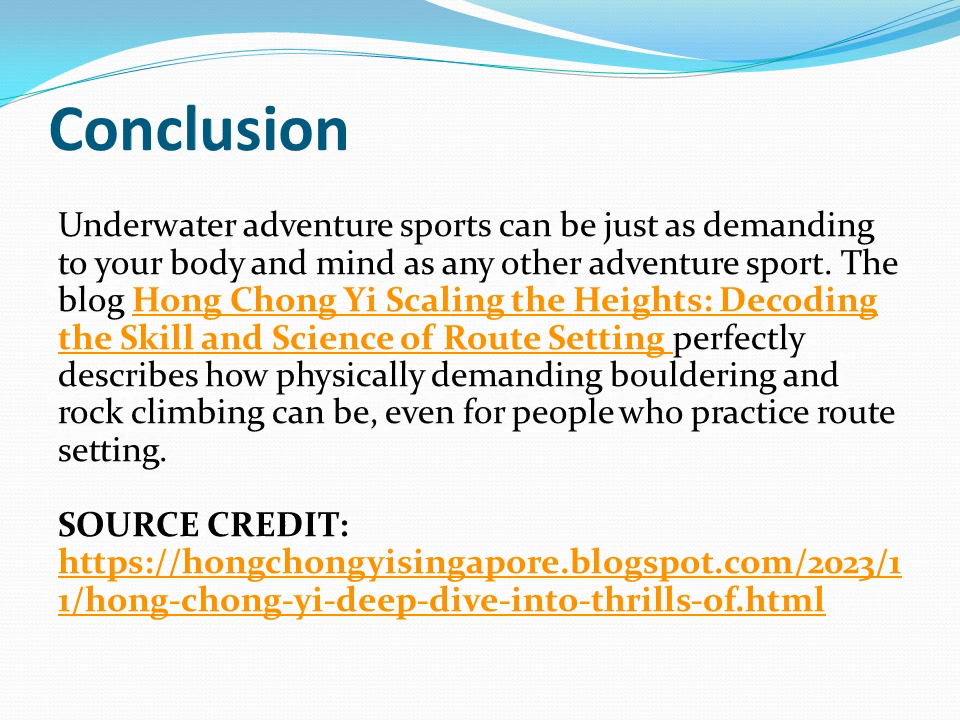 Conclusion
Underwater adventure sports can be just as demanding
to your body and mind as any other adventure sport. The
blog Hong Chong Yi Scaling the Heights: Decoding
the Skill and Science of Route Setting perfectly
describes how physically demanding bouldering and
rock climbing can be, even for people who practice route
setting.
SOURCE CREDIT:
https://hongchongyisingapore.blogspot.com/2023/1
1/hong-chong-yi-deep-dive-into-thrills-of.html